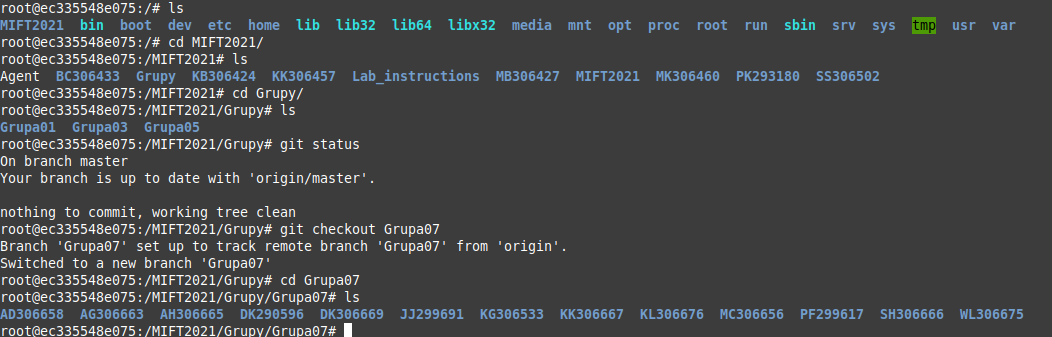 root@ec335548e075:/# ls
MIFT2021  bin  boot  dev  etc  home  lib  lib32  lib64  libx32  media  mnt  opt  proc  root  run  sbin  srv  sys  tmp  usr  var
root@ec335548e075:/# cd MIFT2021/
root@ec335548e075:/MIFT2021# ls
Agent  BC306433  Grupy  KB306424  KK306457  Lab_instructions  MB306427  MIFT2021  MK306460  PK293180  SS306502
root@ec335548e075:/MIFT2021# cd Grupy/
root@ec335548e075:/MIFT2021/Grupy# ls
Grupa01  Grupa03  Grupa05
root@ec335548e075:/MIFT2021/Grupy# git status
On branch master
Your branch is up to date with 'origin/master'.
nothing to commit, working tree clean
root@ec335548e075:/MIFT2021/Grupy# git checkout Grupa07
Branch 'Grupa07' set up to track remote branch 'Grupa07' from 'origin'.
Switched to a new branch 'Grupa07'
root@ec335548e075:/MIFT2021/Grupy# cd Grupa07
root@ec335548e075:/MIFT2021/Grupy/Grupa07# ls
AD306658  AG306663  AH306665  DK290596  DK306669  JJ299691  KG306533  KK306667  KL306676  MC306656  PF299617  SH306666  WL306675
root@ec335548e075:/MIFT2021/Grupy/Grupa07#